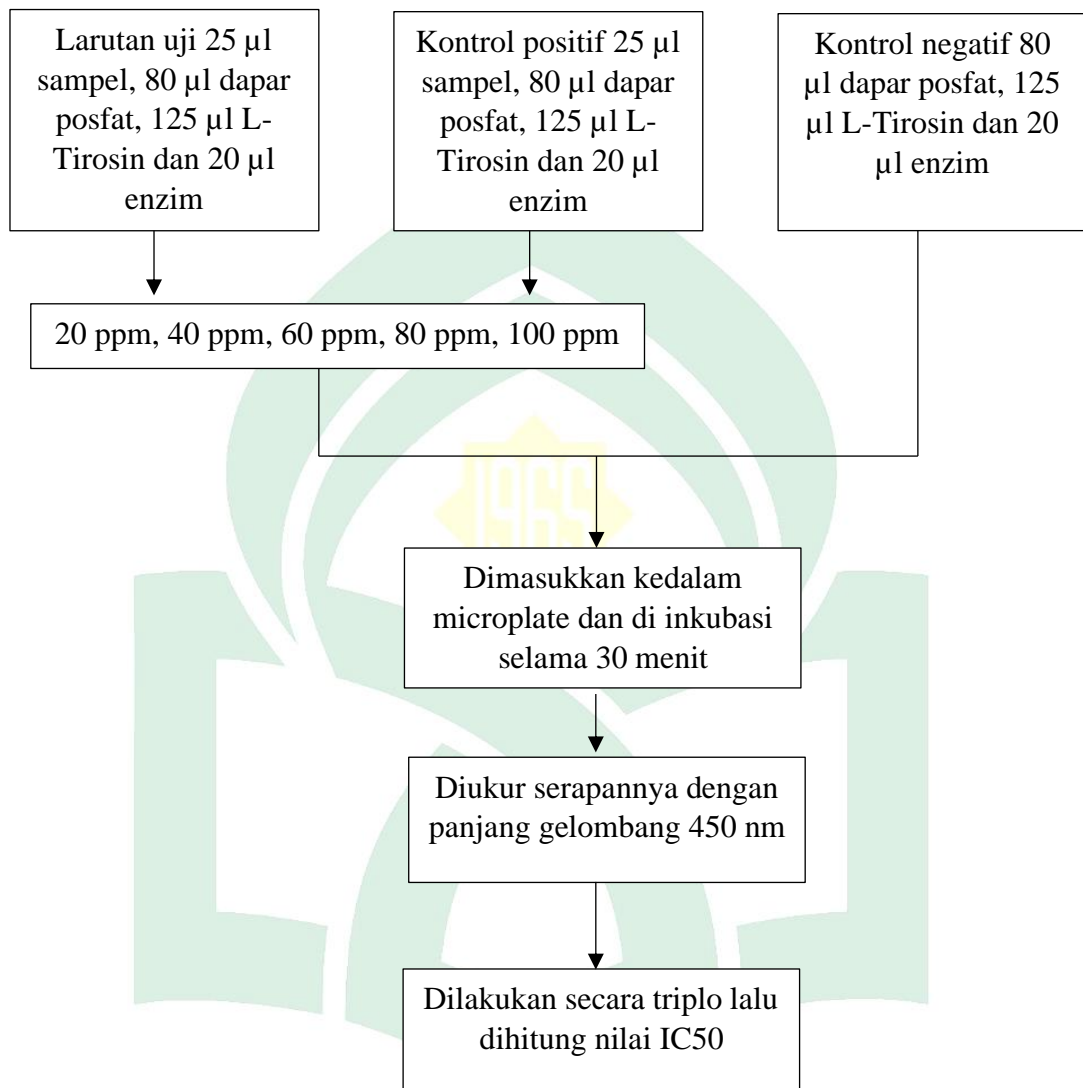 Larutan uji 25 µl
sampel, 80 µl dapar
posfat, 125 µl L-
Tirosin dan 20 µl
enzim
Kontrol positif 25 µl
sampel, 80 µl dapar
posfat, 125 µl L-
Tirosin dan 20 µl
enzim
Kontrol negatif 80
µl dapar posfat, 125
µl L-Tirosin dan 20
µl enzim
20 ppm, 40 ppm, 60 ppm, 80 ppm, 100 ppm
1965
Dimasukkan kedalam
microplate dan di inkubasi
selama 30 menit
Diukur serapannya dengan
panjang gelombang 450 nm
Dilakukan secara triplo lalu
dihitung nilai IC50